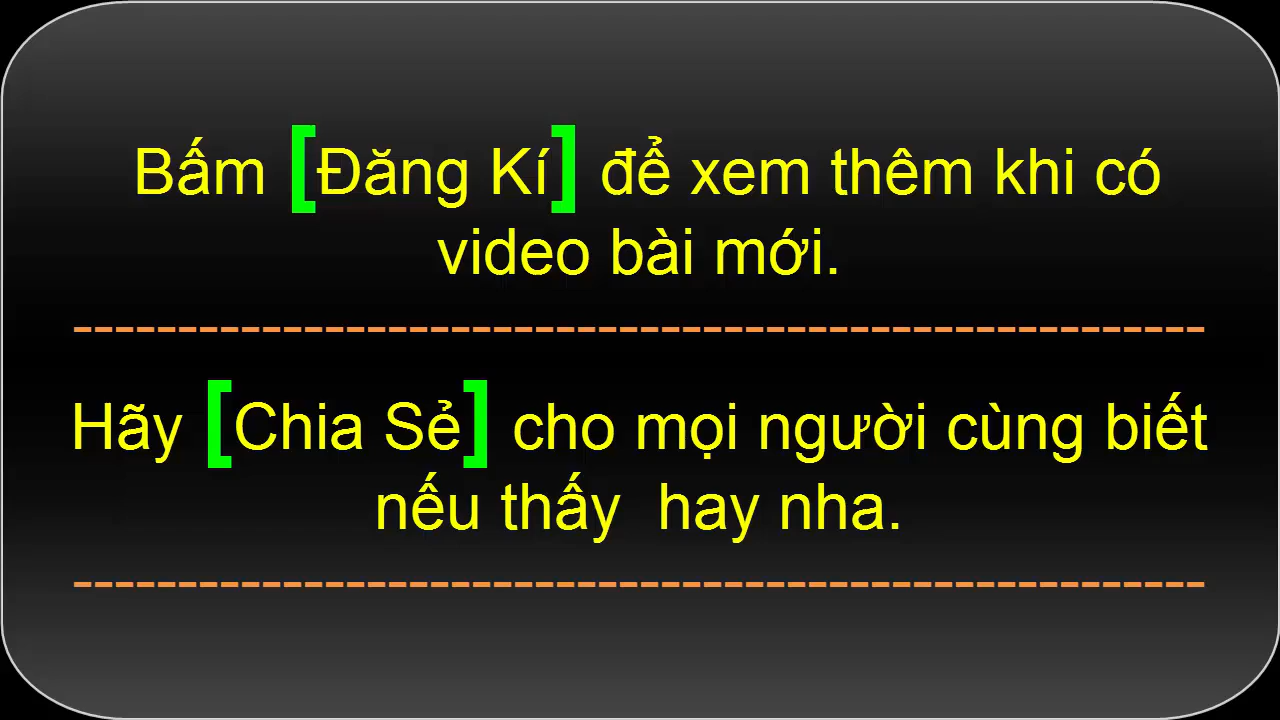 Bấm [Đăng Kí] để xem thêm khi có
video bài mới.
------------------------------------------------------
Hãy [Chia Sẻ] cho mọi người cùng biết
nếu thấy  hay nha.
------------------------------------------------------